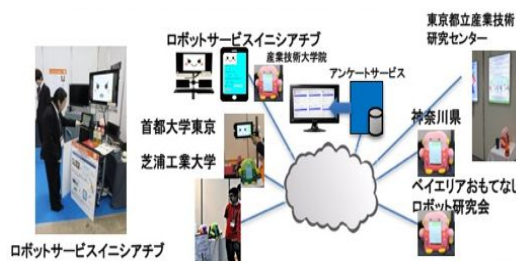 ロボットサービスイニシアチブ
産業技術大学院
アンケートサービス
東京都立産業技術
研究センター
首都大学東京
芝浦工業大学
神奈川県
ベイエリアおもてなし
ロボット研究会
ロボットサービスイニシアチブ